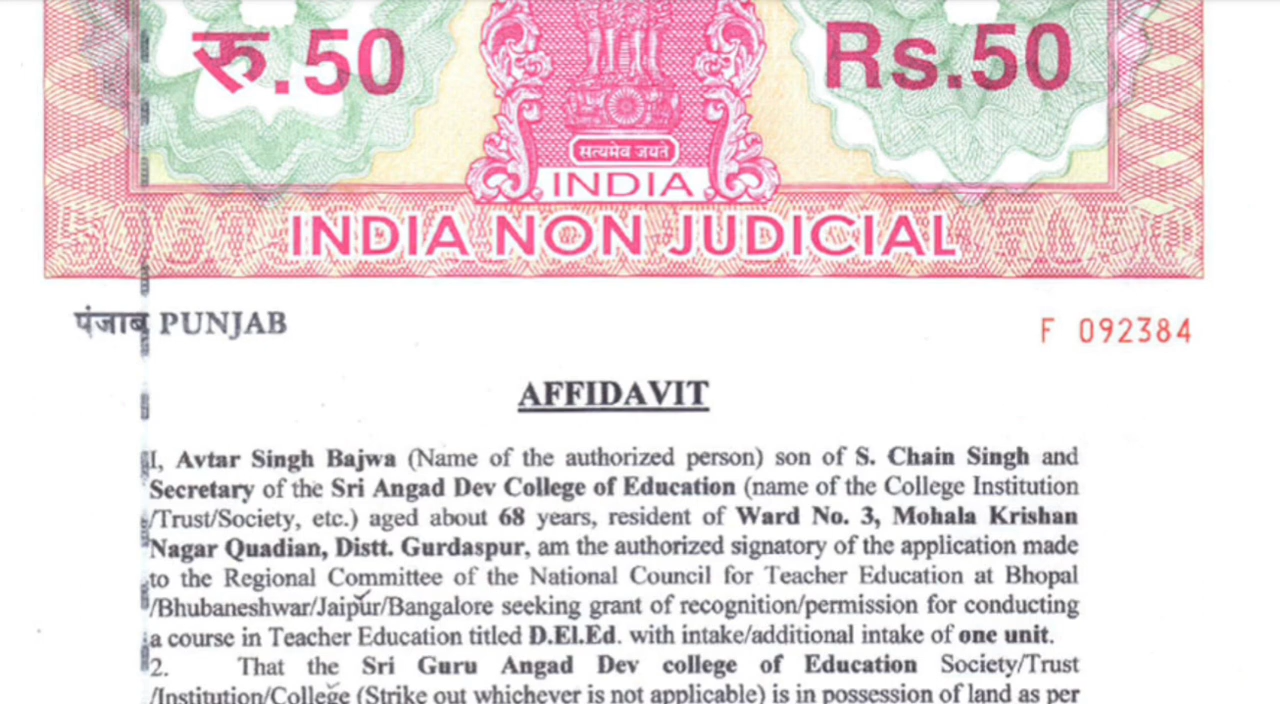 रु.50 Rs.50
सत्यमेव जयते
INDIA
INDIA NON JUDICIAL
पंजाब PUNJAB F 092384
AFFIDAVIT
I, Avtar Singh Bajwa (Name of the authorized person) son of S. Chain Singh and
Secretary of the Sri Angad Dev College of Education (name of the College Institution
/Trust/Society, etc.) aged about 68 years, resident of Ward No. 3, Mohala Krishan
Nagar Quadian, Distt. Gurdaspur, am the authorized signatory of the application made
to the Regional Committee of the National Council for Teacher Education at Bhopal
/Bhubaneshwar/Jaipur/Bangalore seeking grant of recognition/permission for conducting
a course in Teacher Education titled D.El.Ed. with intake/additional intake of one unit.
2. That the Sri Guru Angad Dev college of Education Society/Trust
/Institution/College (Strike out whichever is not applicable) is in possession of land as per